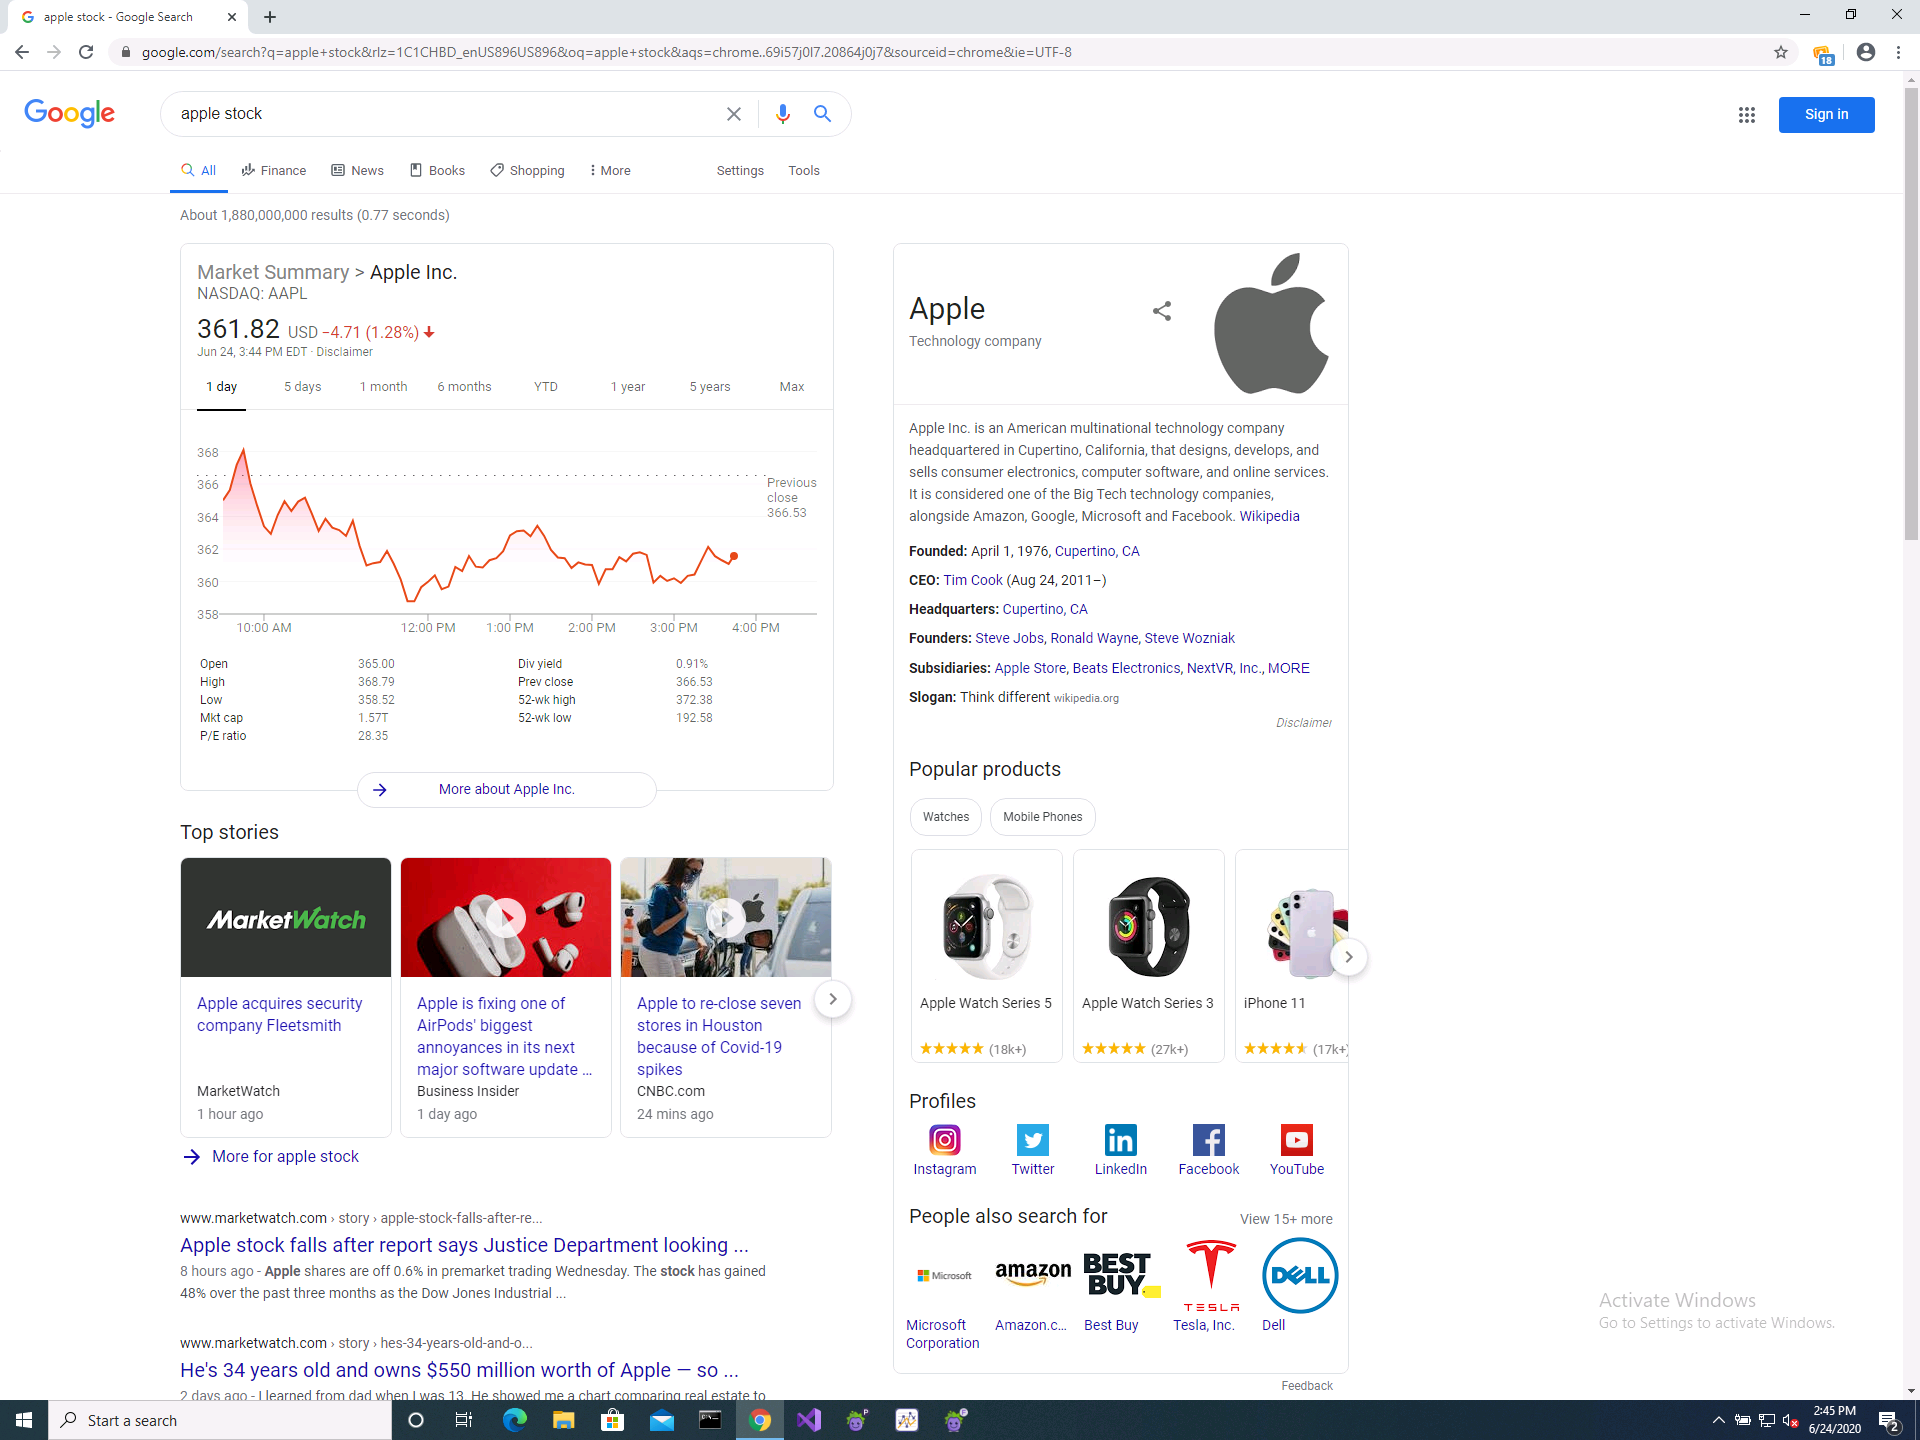 apple stock - Google Search
google.com/search?q=apple+stock&rlz=1C1CHBD_enUS896US896&oq=apple+stock&aqs=chrome..69i57j0l7.20864j0j7&sourceid=chrome&ie=UTF-8
18
Google
apple stock
Sign in
All
Finance
News
Books
Shopping
More
Settings
Tools
About 1,880,000,000 results (0.77 seconds)
Market Summary > Apple Inc.
NASDAQ: AAPL
361.82 USD −4.71 (1.28%)
Jun 24, 3:44 PM EDT · Disclaimer
1 day
5 days
1 month
6 months
YTD
1 year
5 years
Max
368
366
364
362
360
358
Previous
close
366.53
10:00 AM
12:00 PM
1:00 PM
2:00 PM
3:00 PM
4:00 PM
Open 365.00 Div yield 0.91%
High 368.79 Prev close 366.53
Low 358.52 52-wk high 372.38
Mkt cap 1.57T 52-wk low 192.58
P/E ratio 28.35
More about Apple Inc.
Top stories
MarketWatch
Apple acquires security
company Fleetsmith
MarketWatch
1 hour ago
Apple is fixing one of
AirPods' biggest
annoyances in its next
major software update ...
Business Insider
1 day ago
Apple to re-close seven
stores in Houston
because of Covid-19
spikes
CNBC.com
24 mins ago
More for apple stock
www.marketwatch.com › story › apple-stock-falls-after-re...
Apple stock falls after report says Justice Department looking ...
8 hours ago - Apple shares are off 0.6% in premarket trading Wednesday. The stock has gained
48% over the past three months as the Dow Jones Industrial ...
www.marketwatch.com › story › hes-34-years-old-and-o...
He's 34 years old and owns $550 million worth of Apple — so ...
2 days ago - I learned from dad when I was 13. He showed me a chart comparing real estate to
Apple
Technology company
Apple Inc. is an American multinational technology company
headquartered in Cupertino, California, that designs, develops, and
sells consumer electronics, computer software, and online services.
It is considered one of the Big Tech technology companies,
alongside Amazon, Google, Microsoft and Facebook. Wikipedia
Founded: April 1, 1976, Cupertino, CA
CEO: Tim Cook (Aug 24, 2011–)
Headquarters: Cupertino, CA
Founders: Steve Jobs, Ronald Wayne, Steve Wozniak
Subsidiaries: Apple Store, Beats Electronics, NextVR, Inc., MORE
Slogan: Think different wikipedia.org
Disclaimer
Popular products
Watches
Mobile Phones
Apple Watch Series 5
(18k+)
Apple Watch Series 3
(27k+)
iPhone 11
(17k+)
Profiles
Instagram
Twitter
LinkedIn
Facebook
YouTube
People also search for
View 15+ more
Microsoft
amazon
BEST
BUY
TESLA
DELL
Microsoft
Corporation
Amazon.c...
Best Buy
Tesla, Inc.
Dell
Feedback
Activate Windows
Go to Settings to activate Windows.
Start a search
2:45 PM
6/24/2020
2